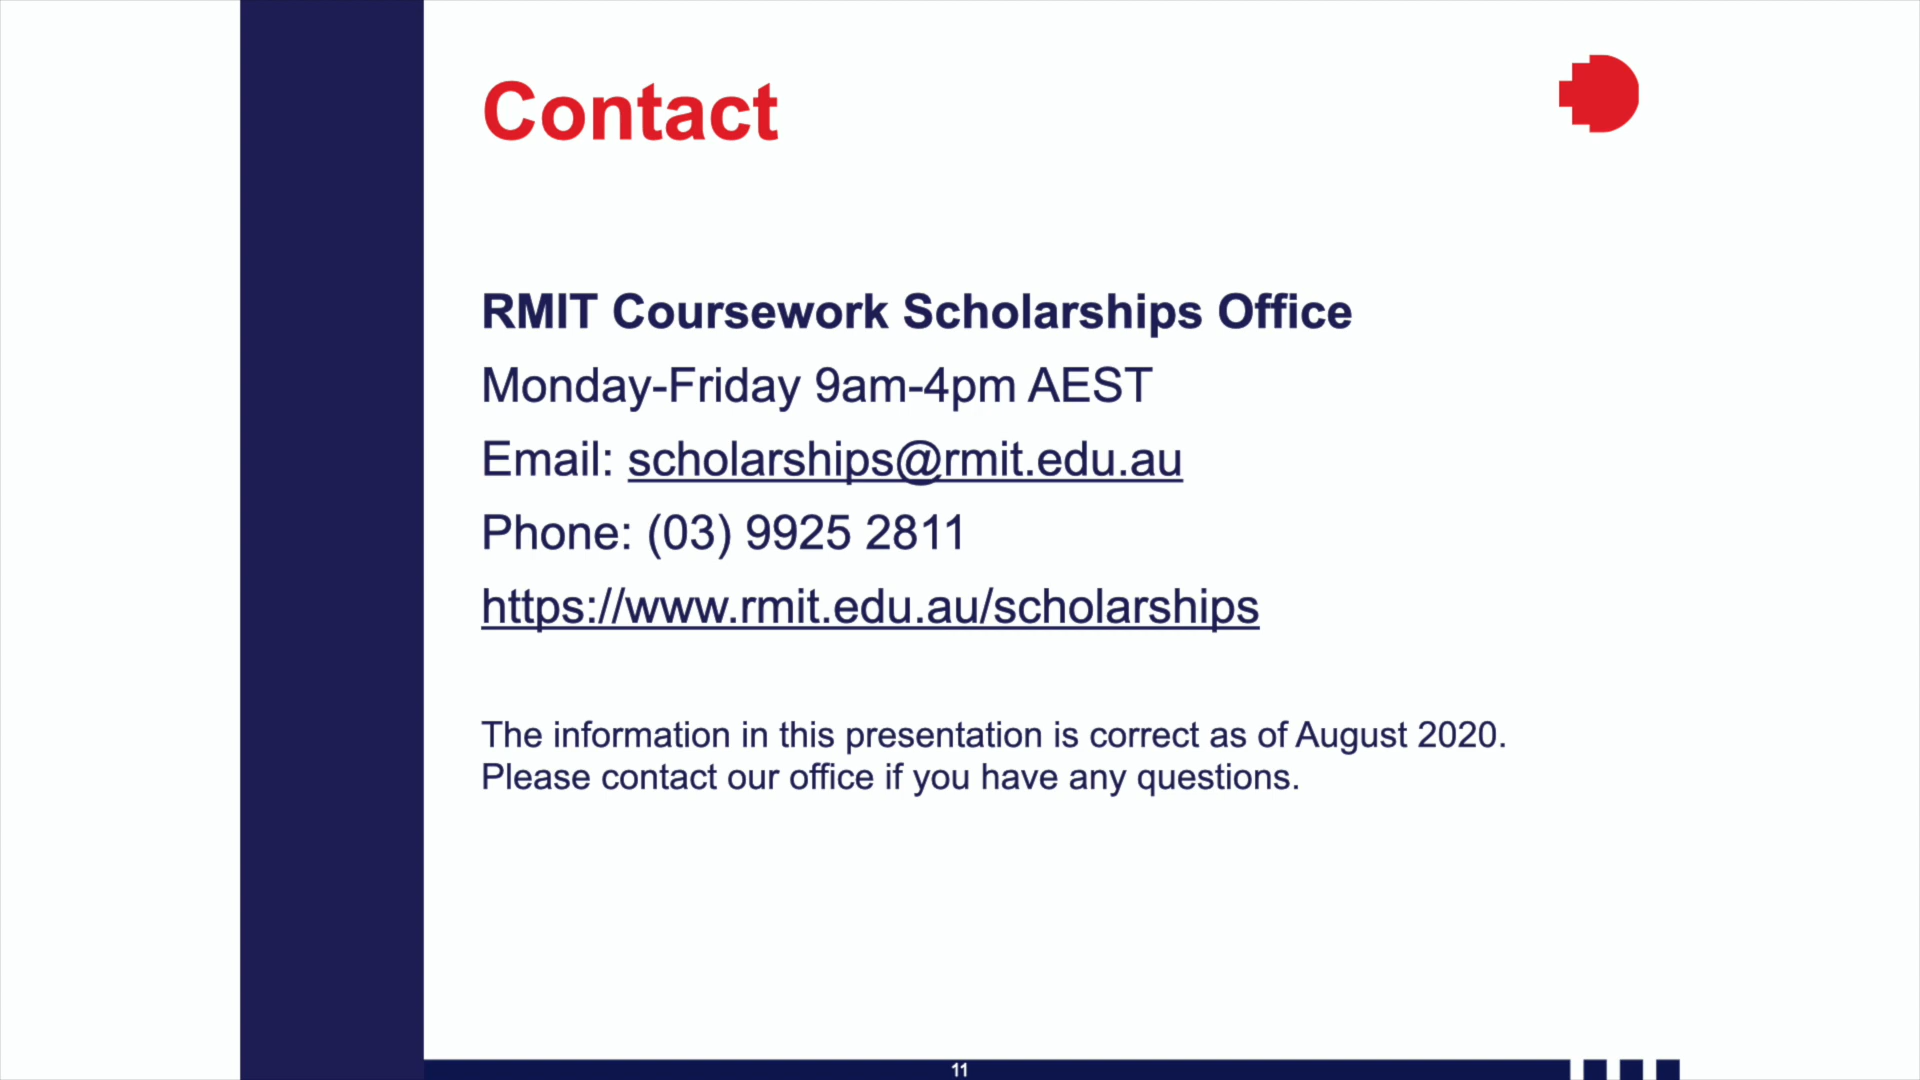 Contact
RMIT Coursework Scholarships Office
Monday-Friday 9am-4pm AEST
Email: scholarships@rmit.edu.au
Phone: (03) 9925 2811
https://www.rmit.edu.au/scholarships
The information in this presentation is correct as of August 2020.
Please contact our office if you have any questions.
11